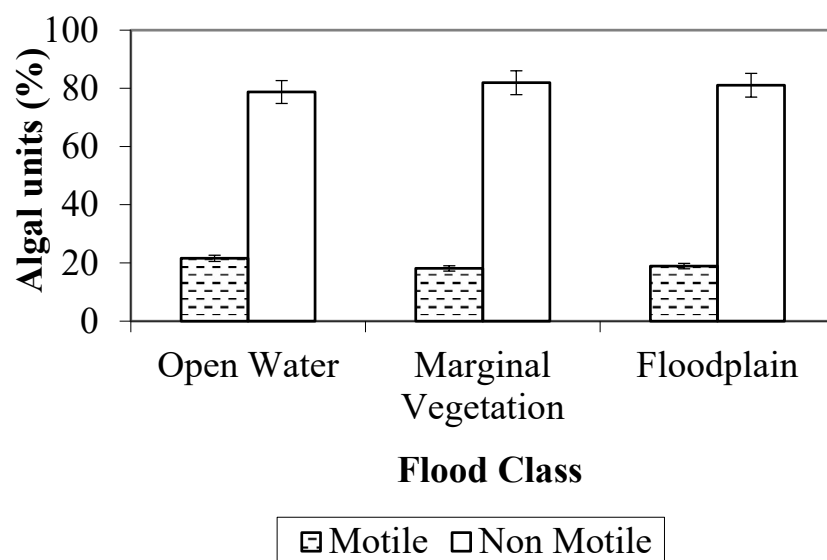 Algal units (%)
100
80
60
40
20
0
Open Water
Marginal
Vegetation
Floodplain
Flood Class
Motile
Non Motile